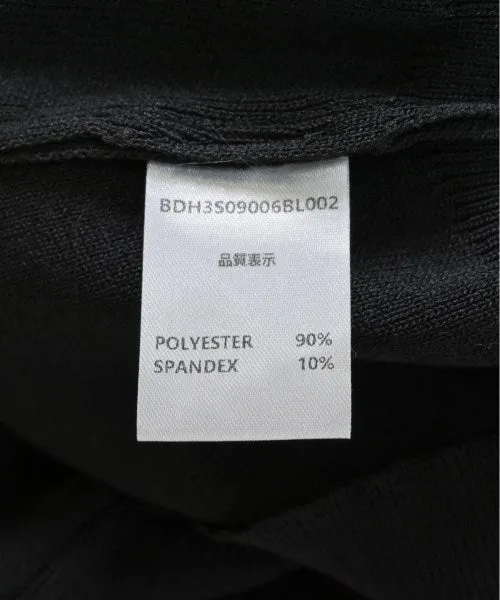 BDH3S09006BL002
品質表示
POLYESTER 90%
SPANDEX 10%